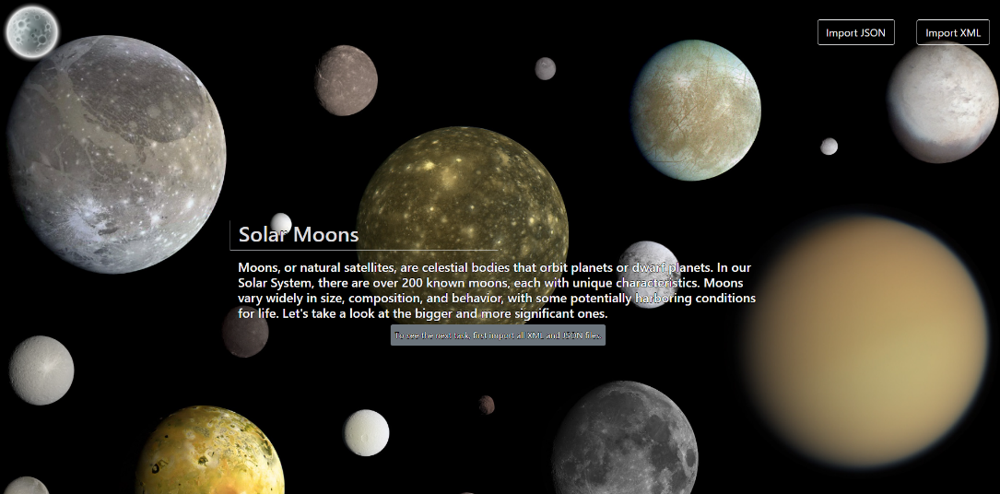 Import JSON
Import XML
Solar Moons
Moons, or natural satellites, are celestial bodies that orbit planets or dwarf planets. In our
Solar System, there are over 200 known moons, each with unique characteristics. Moons
vary widely in size, composition, and behavior, with some potentially harboring conditions
for life. Let's take a look at the bigger and more significant ones.
To see the next task, first import all XML and JSON files.